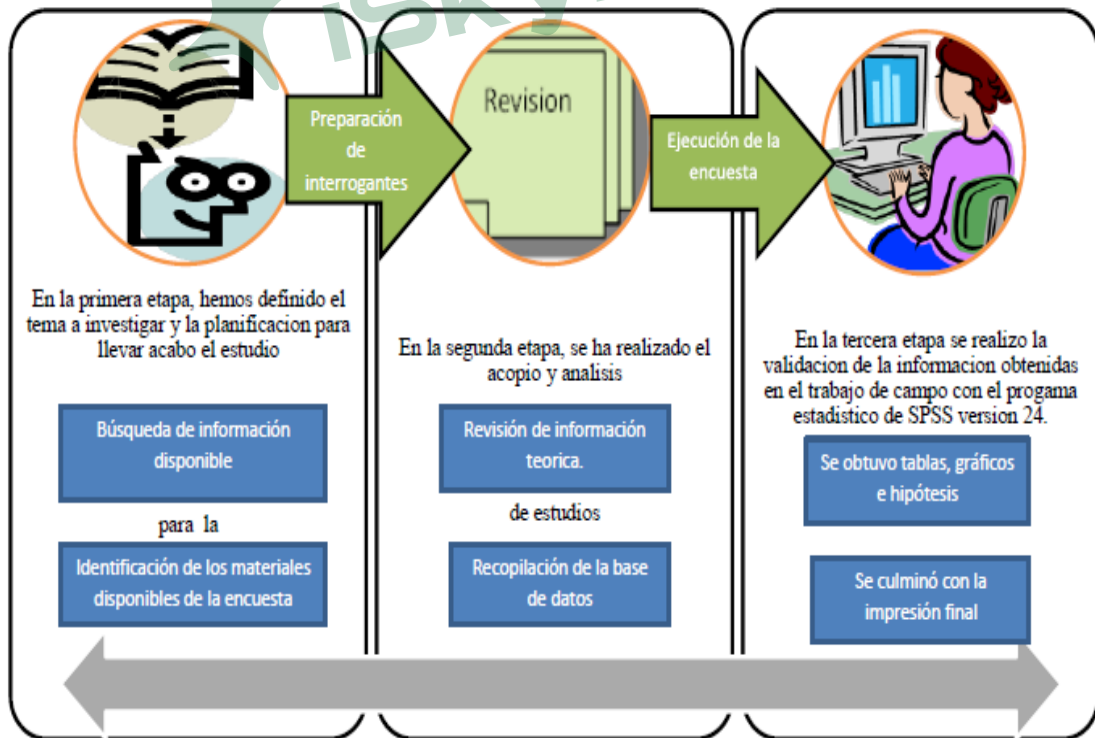 iSky
Preparación
de
interrogantes
Revision
Ejecución de la
encuesta
En la primera etapa, hemos definido el
tema a investigar y la planificacion para
llevar acabo el estudio
Búsqueda de información
disponible
para la
Identificación de los materiales
disponibles de la encuesta
En la segunda etapa, se ha realizado el
acopio y analisis
Revisión de información
teorica.
de estudios
Recopilación de la base
de datos
En la tercera etapa se realizo la
validacion de la informacion obtenidas
en el trabajo de campo con el progama
estadistico de SPSS version 24.
Se obtuvo tablas, gráficos
e hipótesis
Se culminó con la
impresión final